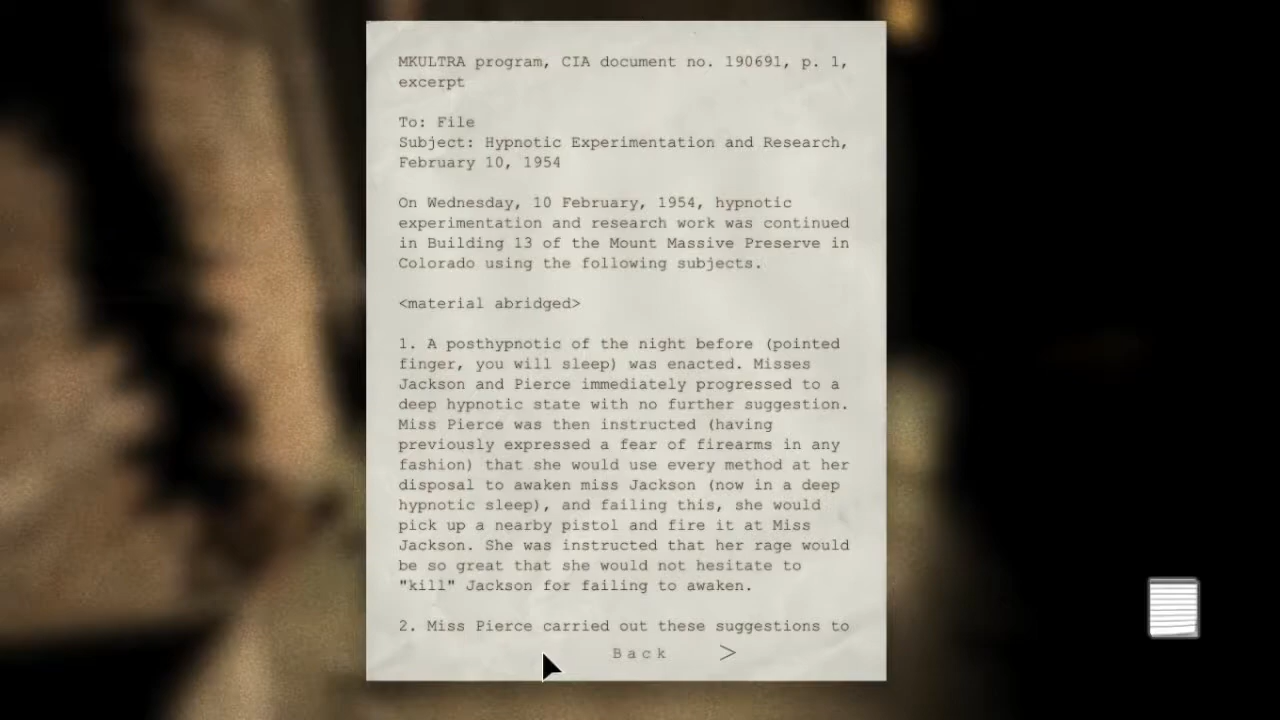 MKULTRA program, CIA document no. 190691, p. 1,
excerpt
To: File
Subject: Hypnotic Experimentation and Research,
February 10, 1954
On Wednesday, 10 February, 1954, hypnotic
experimentation and research work was continued
in Building 13 of the Mount Massive Preserve in
Colorado using the following subjects.
<material abridged>
1. A posthypnotic of the night before (pointed
finger, you will sleep) was enacted. Misses
Jackson and Pierce immediately progressed to a
deep hypnotic state with no further suggestion.
Miss Pierce was then instructed (having
previously expressed a fear of firearms in any
fashion) that she would use every method at her
disposal to awaken miss Jackson (now in a deep
hypnotic sleep), and failing this, she would
pick up a nearby pistol and fire it at Miss
Jackson. She was instructed that her rage would
be so great that she would not hesitate to
"kill" Jackson for failing to awaken.
2. Miss Pierce carried out these suggestions to
Back >